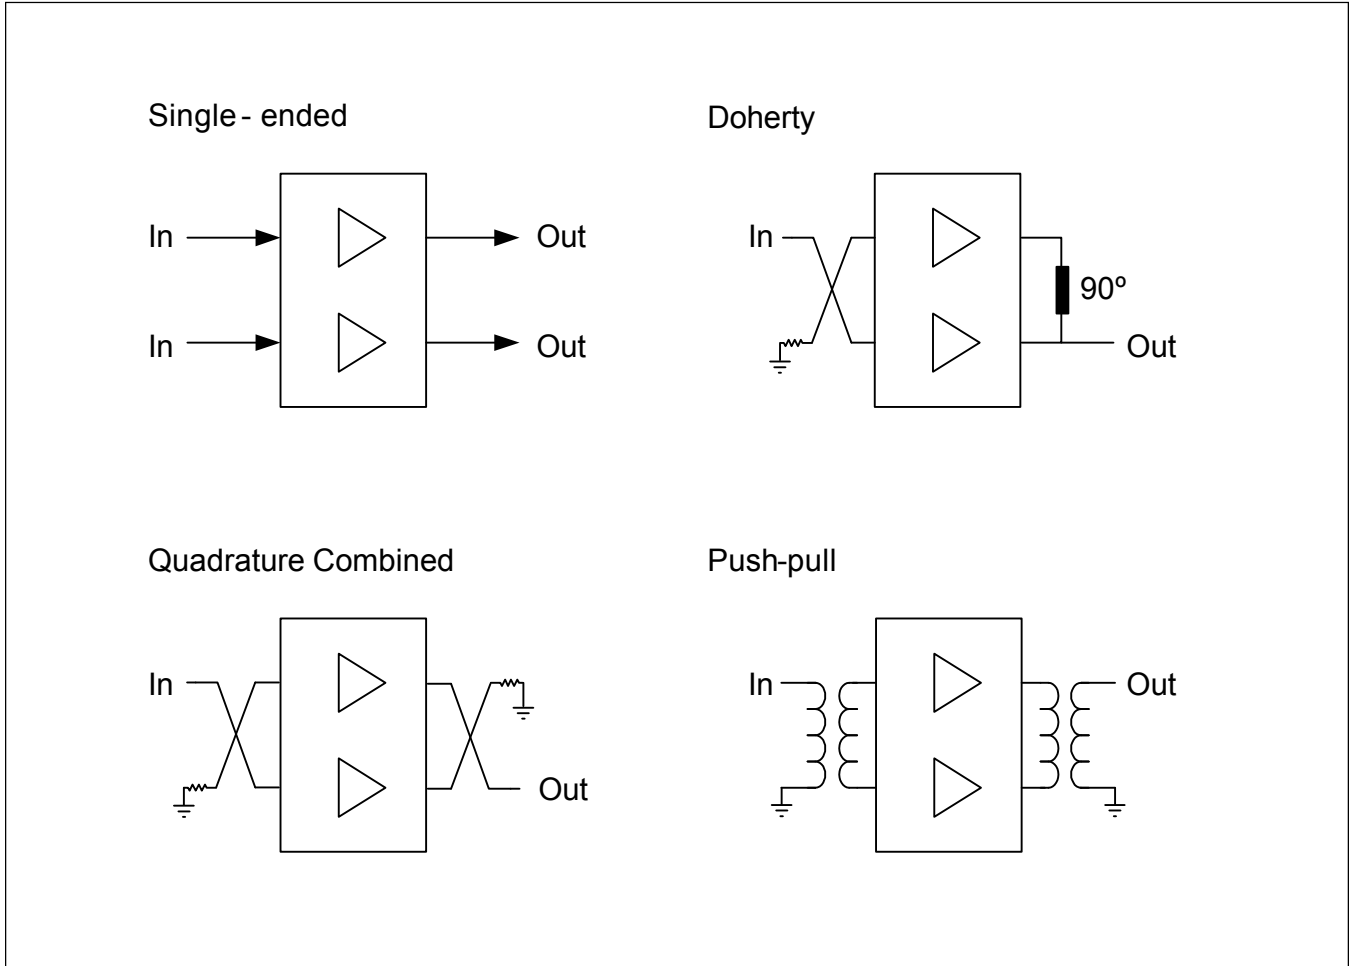 Single - ended
In
Out
In
Out
Doherty
In
90º
Out
Quadrature Combined
In
Out
Push-pull
In
Out